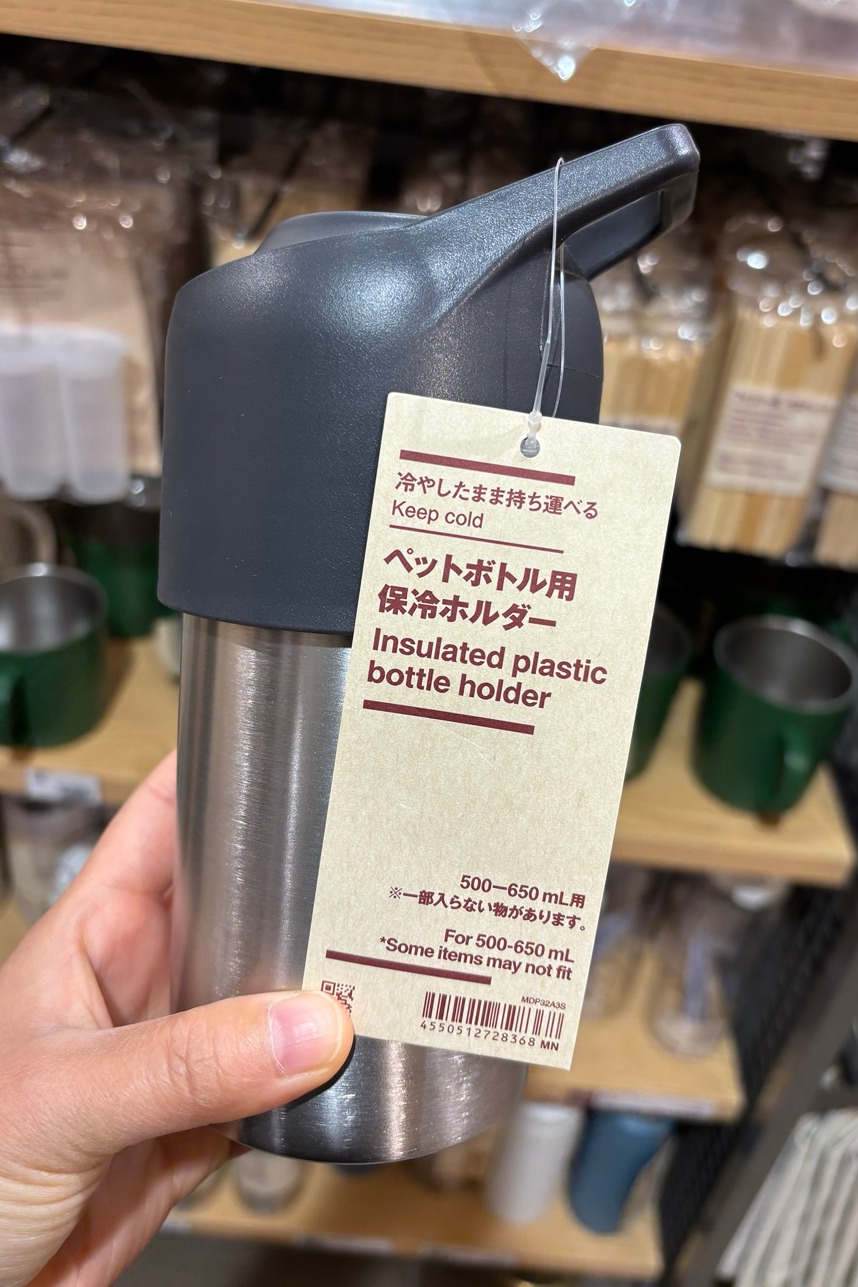 冷やしたまま持ち運べる
Keep cold
ペットボトル用
保冷ホルダー
Insulated plastic
bottle holder
500—650 mL用
※一部入らない物があります。
For 500-650 mL
*Some items may not fit
MDP32A3S
4550512728368 MN